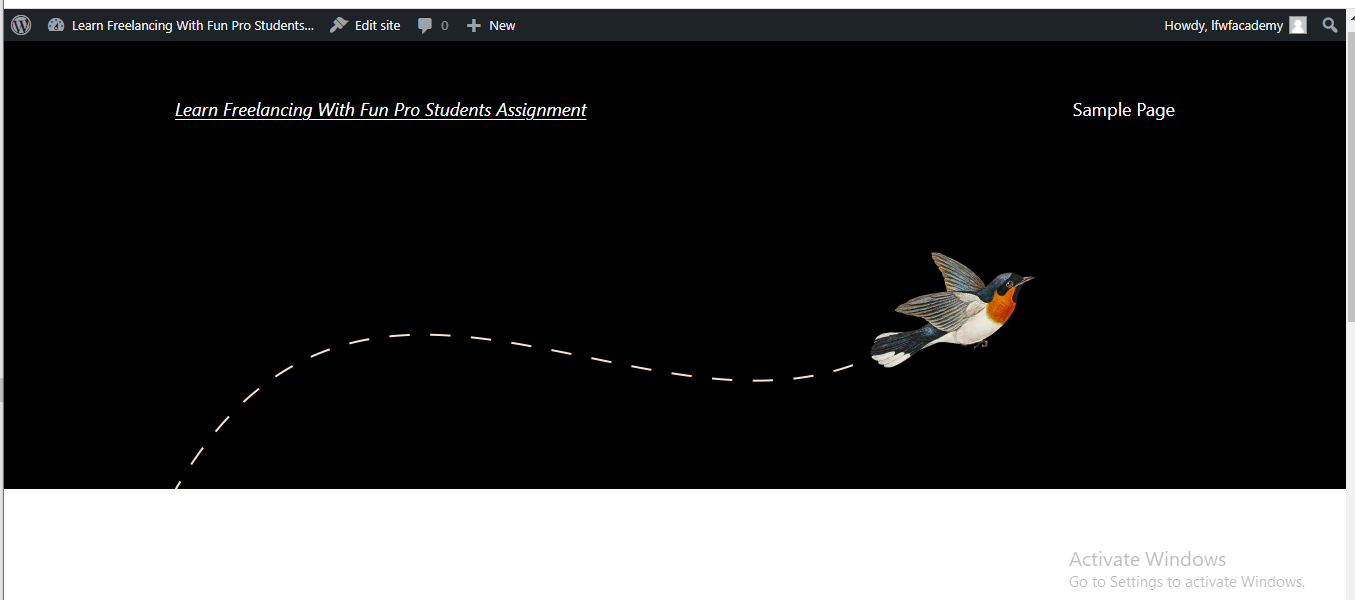 Learn Freelancing With Fun Pro Students... Edit site 0 New Howdy, lfwfacademy
Learn Freelancing With Fun Pro Students Assignment Sample Page
Activate Windows
Go to Settings to activate Windows.